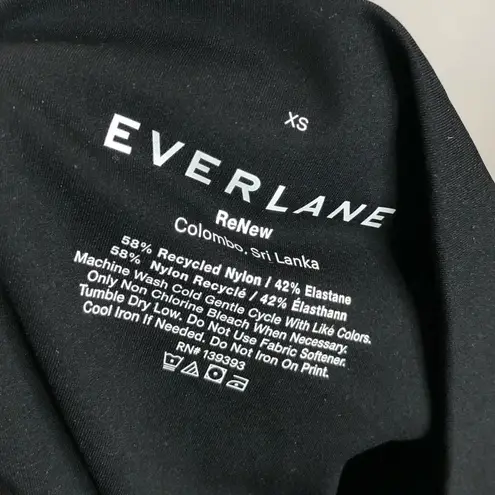 XS
EVERLANE
ReNew
Colombo, Sri Lanka
58% Recycled Nylon / 42% Elastane
58% Nylon Recyclé / 42% Élasthann
Machine Wash Cold Gentle Cycle With Like Colors.
Only Non Chlorine Bleach When Necessary.
Tumble Dry Low. Do Not Use Fabric Softener.
Cool Iron If Needed. Do Not Iron On Print.
RN# 139393